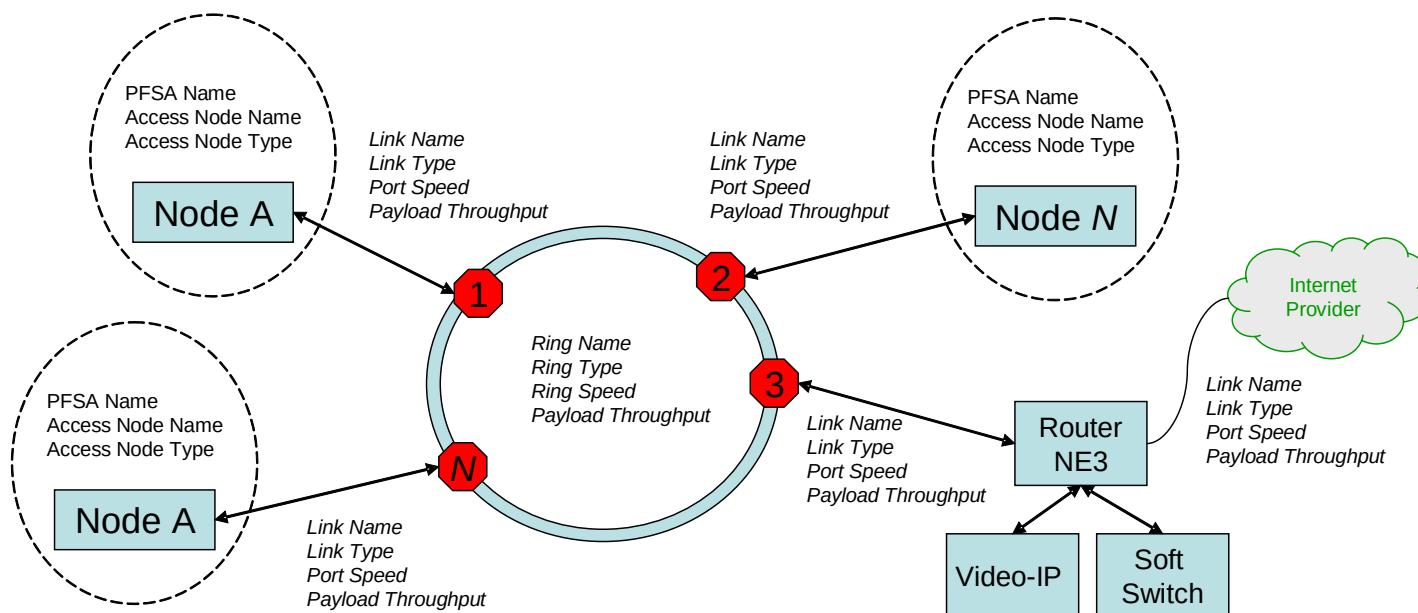 PFSA Name
Access Node Name
Access Node Type
Node A
Link Name
Link Type
Port Speed
Payload Throughput
Link Name
Link Type
Port Speed
Payload Throughput
PFSA Name
Access Node Name
Access Node Type
Node N
1
2
3
N
Ring Name
Ring Type
Ring Speed
Payload Throughput
Internet
Provider
PFSA Name
Access Node Name
Access Node Type
Node A
Link Name
Link Type
Port Speed
Payload Throughput
Link Name
Link Type
Port Speed
Payload Throughput
Router
NE3
Link Name
Link Type
Port Speed
Payload Throughput
Video-IP
Soft
Switch